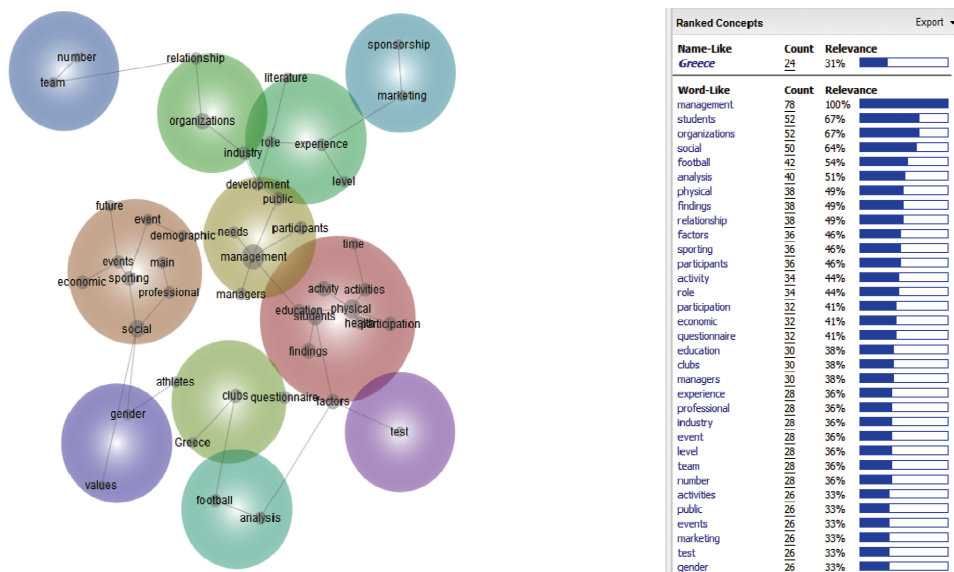 number
team
relationship
literature
sponsorship
marketing
organizations
role
experience
industry
level
development
public
future
event
demographic
needs
participants
management
time
events
main
economic
sporting
professional
managers
activity
activities
education
physical
students
health
participation
social
findings
athletes
clubs
questionnaire
factors
gender
Greece
test
values
football
analysis
Ranked Concepts Export
Name-Like Count Relevance
Greece 24 31%
Word-Like Count Relevance
management 78 100%
students 52 67%
organizations 52 67%
social 50 64%
football 42 54%
analysis 40 51%
physical 38 49%
findings 38 49%
relationship 38 49%
factors 36 46%
sporting 36 46%
participants 36 46%
activity 34 44%
role 34 44%
participation 32 41%
economic 32 41%
questionnaire 32 41%
education 30 38%
clubs 30 38%
managers 30 38%
experience 28 36%
professional 28 36%
industry 28 36%
event 28 36%
level 28 36%
team 28 36%
number 28 36%
activities 26 33%
public 26 33%
events 26 33%
marketing 26 33%
test 26 33%
gender 26 33%